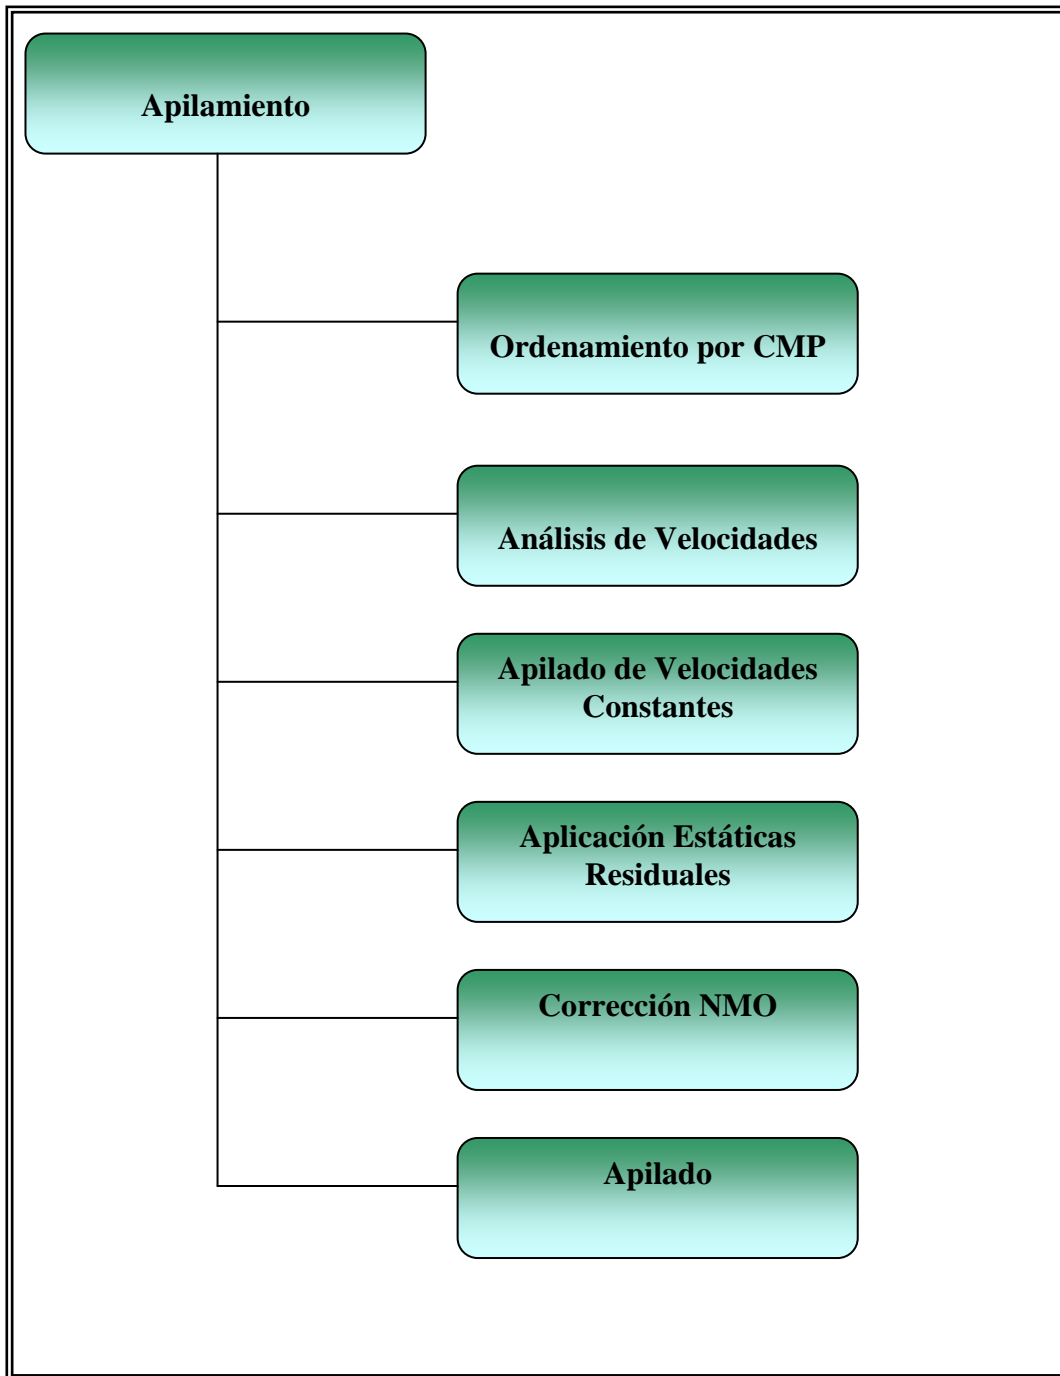 Apilamiento
Ordenamiento por CMP
Análisis de Velocidades
Apilado de Velocidades
Constantes
Aplicación Estáticas
Residuales
Corrección NMO
Apilado